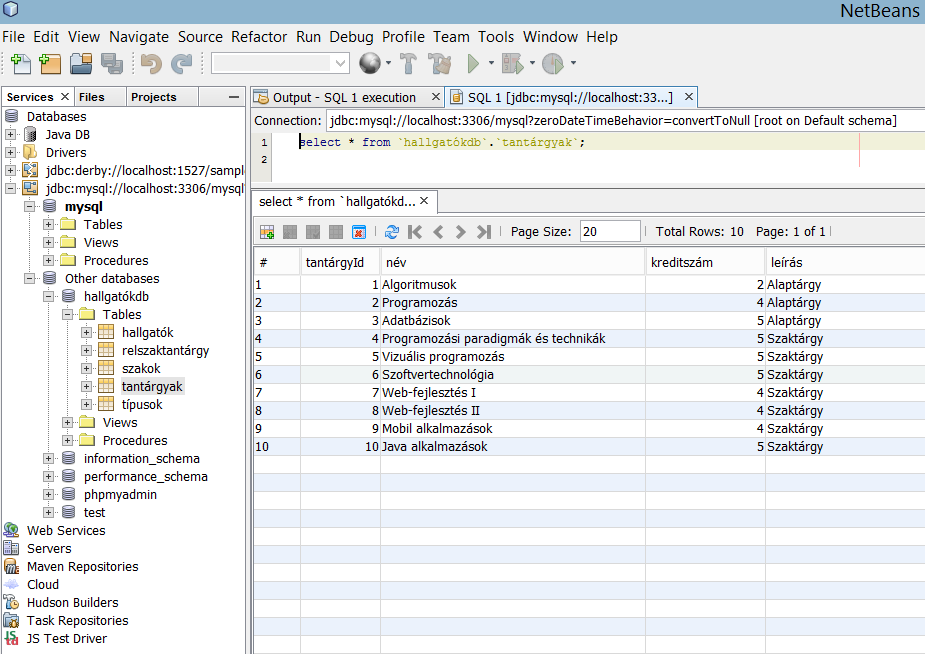 NetBeans
File Edit View Navigate Source Refactor Run Debug Profile Team Tools Window Help
Services Files Projects
Databases
Java DB
Drivers
jdbc:derby://localhost:1527/sampl
jdbc:mysql://localhost:3306/mysql
mysql
Tables
Views
Procedures
Other databases
hallgatókdb
Tables
hallgatók
relszaktantárgy
szakok
tantárgyak
típusok
Views
Procedures
information_schema
performance_schema
phpmyadmin
test
Web Services
Servers
Maven Repositories
Cloud
Hudson Builders
Task Repositories
JS Test Driver
Output - SQL 1 execution SQL 1 [jdbc:mysql://localhost:33...]
Connection: jdbc:mysql://localhost:3306/mysql?zeroDateTimeBehavior=convertToNull [root on Default schema]
1 select * from `hallgatókdb`.`tantárgyak`;
2
select * from `hallgatókd...
Page Size: 20 Total Rows: 10 Page: 1 of 1
# tantárgyId név kreditszám leírás
1 1 Algoritmusok 2 Alaptárgy
2 2 Programozás 4 Alaptárgy
3 3 Adatbázisok 5 Alaptárgy
4 4 Programozási paradigmák és technikák 5 Szaktárgy
5 5 Vizuális programozás 5 Szaktárgy
6 6 Szoftvertechnológia 5 Szaktárgy
7 7 Web-fejlesztés I 4 Szaktárgy
8 8 Web-fejlesztés II 4 Szaktárgy
9 9 Mobil alkalmazások 4 Szaktárgy
10 10 Java alkalmazások 5 Szaktárgy